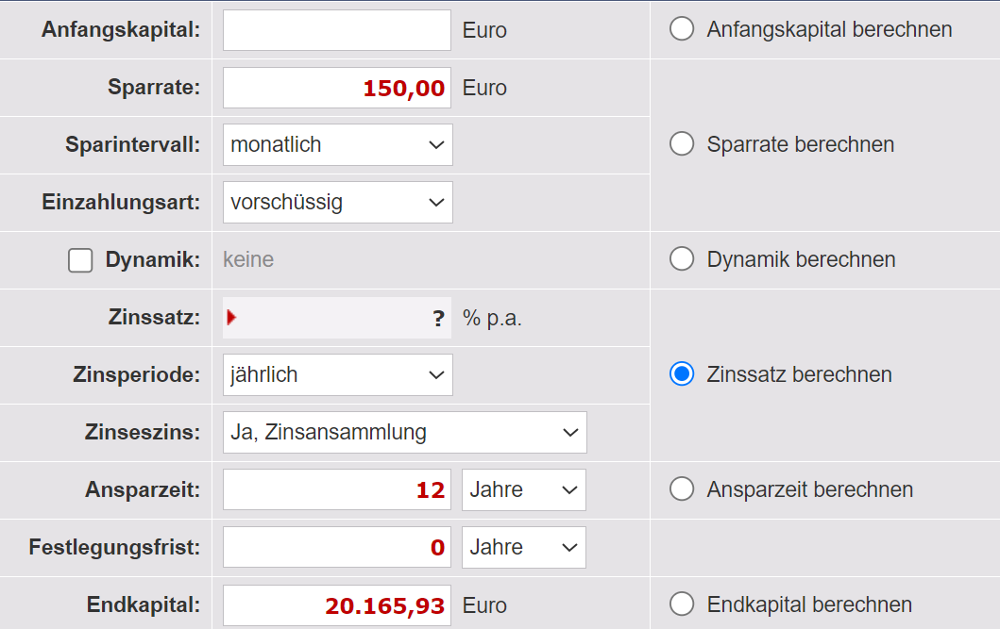 Anfangskapital: Euro Anfangskapital berechnen
Sparrate: 150,00 Euro
Sparintervall: monatlich Sparrate berechnen
Einzahlungsart: vorschüssig
Dynamik: keine Dynamik berechnen
Zinssatz: ? % p.a.
Zinsperiode: jährlich Zinssatz berechnen
Zinseszins: Ja, Zinsansammlung
Ansparzeit: 12 Jahre Ansparzeit berechnen
Festlegungsfrist: 0 Jahre
Endkapital: 20.165,93 Euro Endkapital berechnen